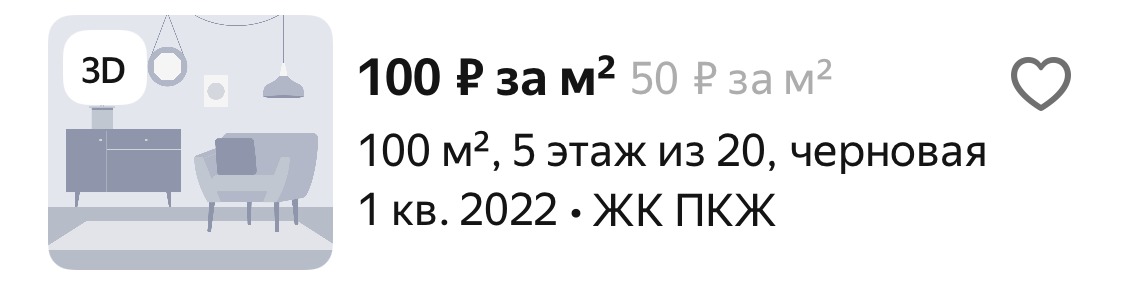 3D
100 ₽ за м² 50 ₽ за м²
100 м², 5 этаж из 20, черновая
1 кв. 2022 • ЖК ПКЖ